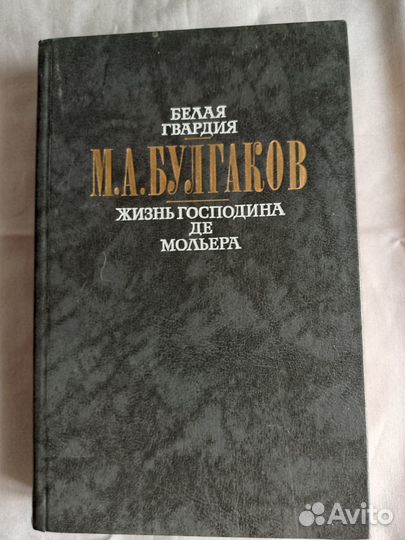 БЕЛАЯ
ГВАРДИЯ
М.А.БУЛГАКОВ
ЖИЗНЬ ГОСПОДИНА
ДЕ
МОЛЬЕРА
Avito